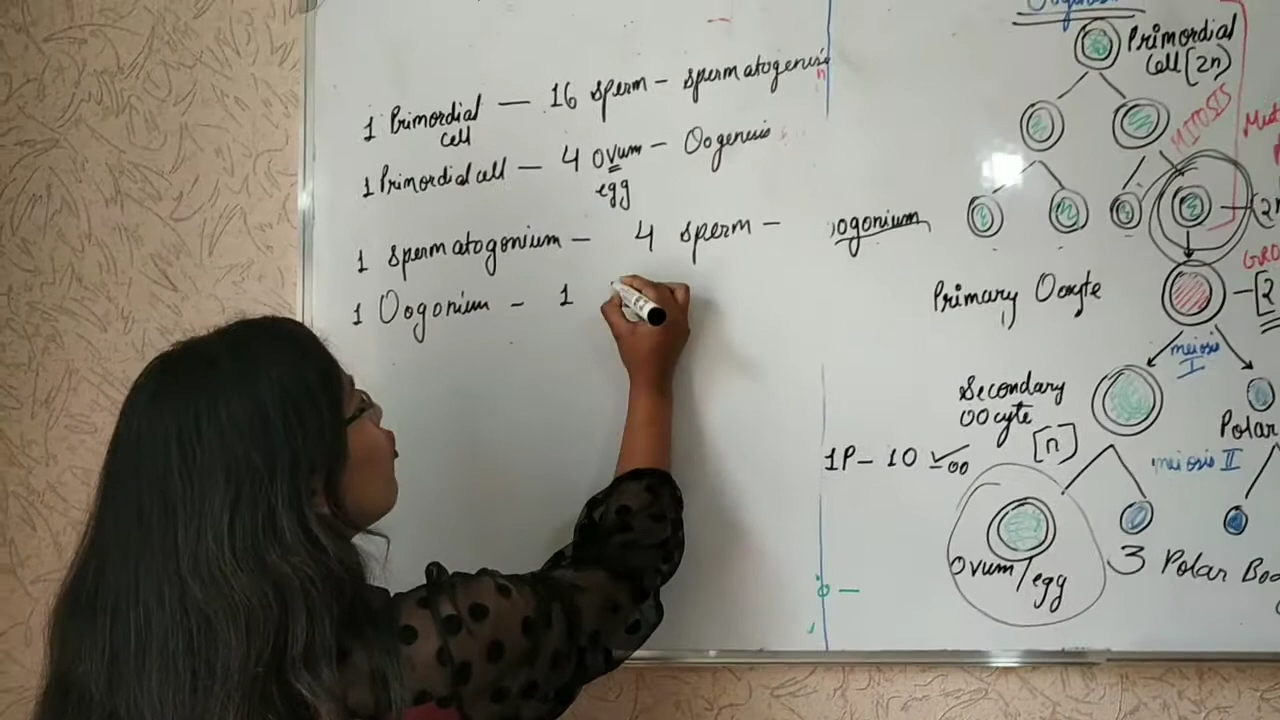 1 Primordial cell — 16 sperm – spermatogenesis
1 Primordial cell — 4 ovum – Oogenesis
egg
1 spermatogonium – 4 sperm – ogonium
1 Oogonium – 1
Primordial
cell [2n]
MITOSIS
Primary Oocyte
meiosis
I
Secondary
oocyte
[n]
Polar
1P – 10
meiosis II
Ovum/egg
3 Polar Bod